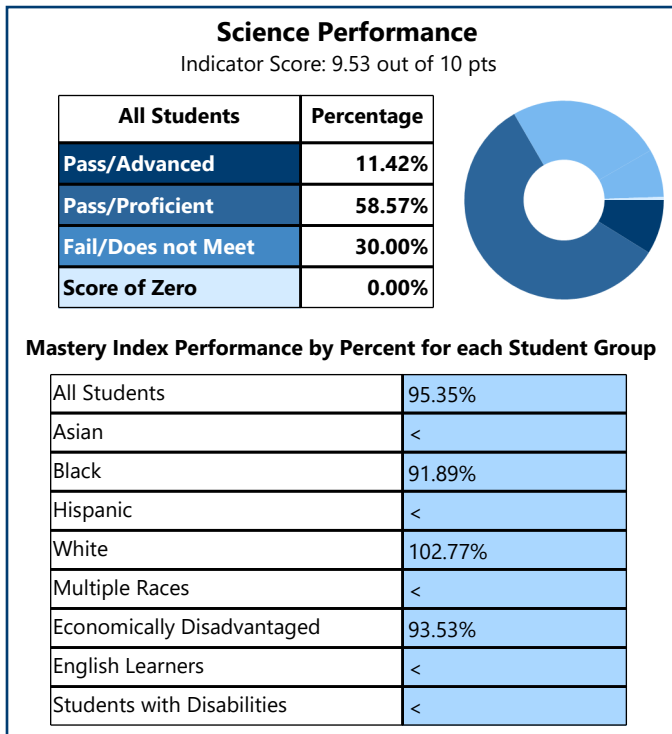 Science Performance
Indicator Score: 9.53 out of 10 pts
All Students Percentage
Pass/Advanced 11.42%
Pass/Proficient 58.57%
Fail/Does not Meet 30.00%
Score of Zero 0.00%
Mastery Index Performance by Percent for each Student Group
All Students 95.35%
Asian <
Black 91.89%
Hispanic <
White 102.77%
Multiple Races <
Economically Disadvantaged 93.53%
English Learners <
Students with Disabilities <